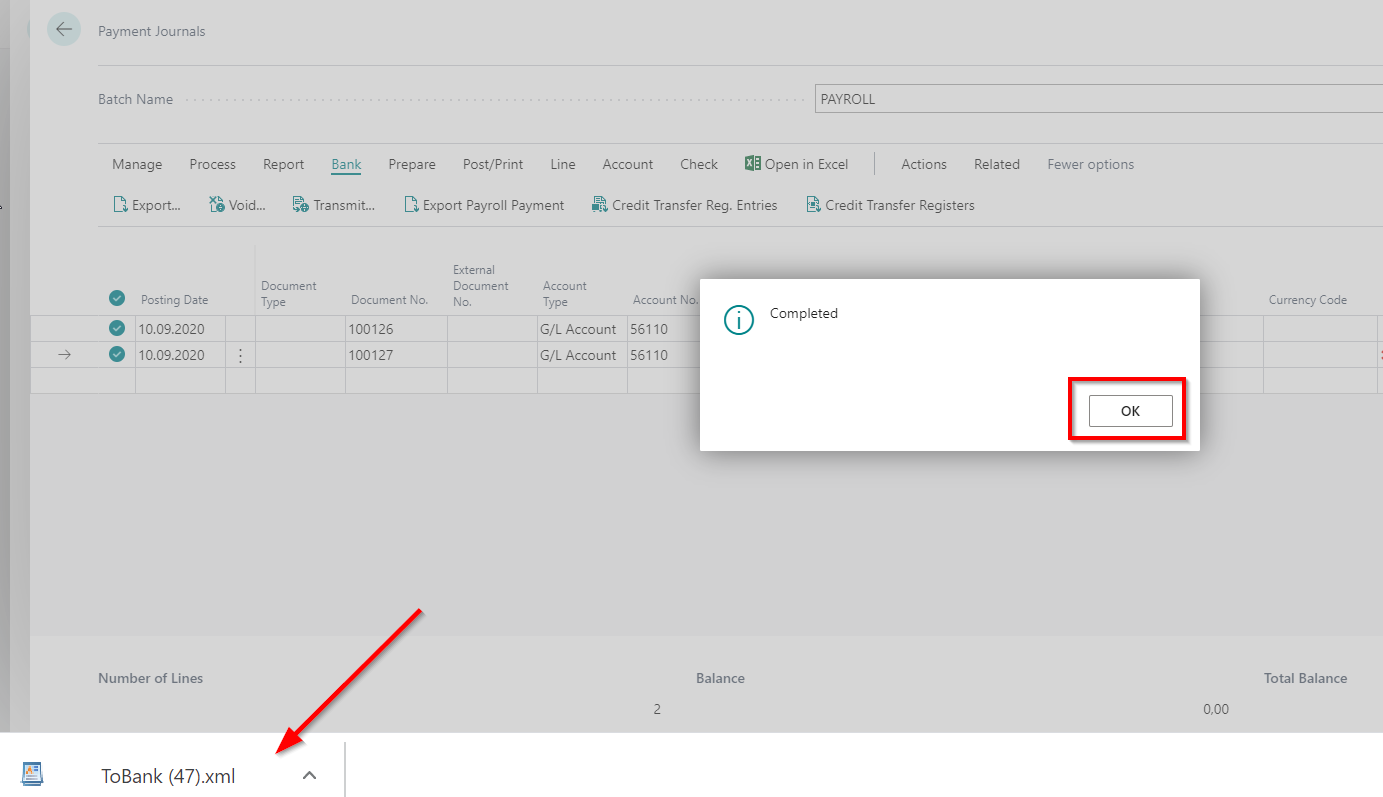 Payment Journals
Batch Name
PAYROLL
Manage Process Report Bank Prepare Post/Print Line Account Check Open in Excel Actions Related Fewer options
Export... Void... Transmit... Export Payroll Payment Credit Transfer Reg. Entries Credit Transfer Registers
Posting Date Document Type Document No. External Document No. Account Type Account No. Currency Code
10.09.2020 100126 G/L Account 56110
10.09.2020 100127 G/L Account 56110
Completed
OK
Number of Lines Balance Total Balance
2 0,00
ToBank (47).xml